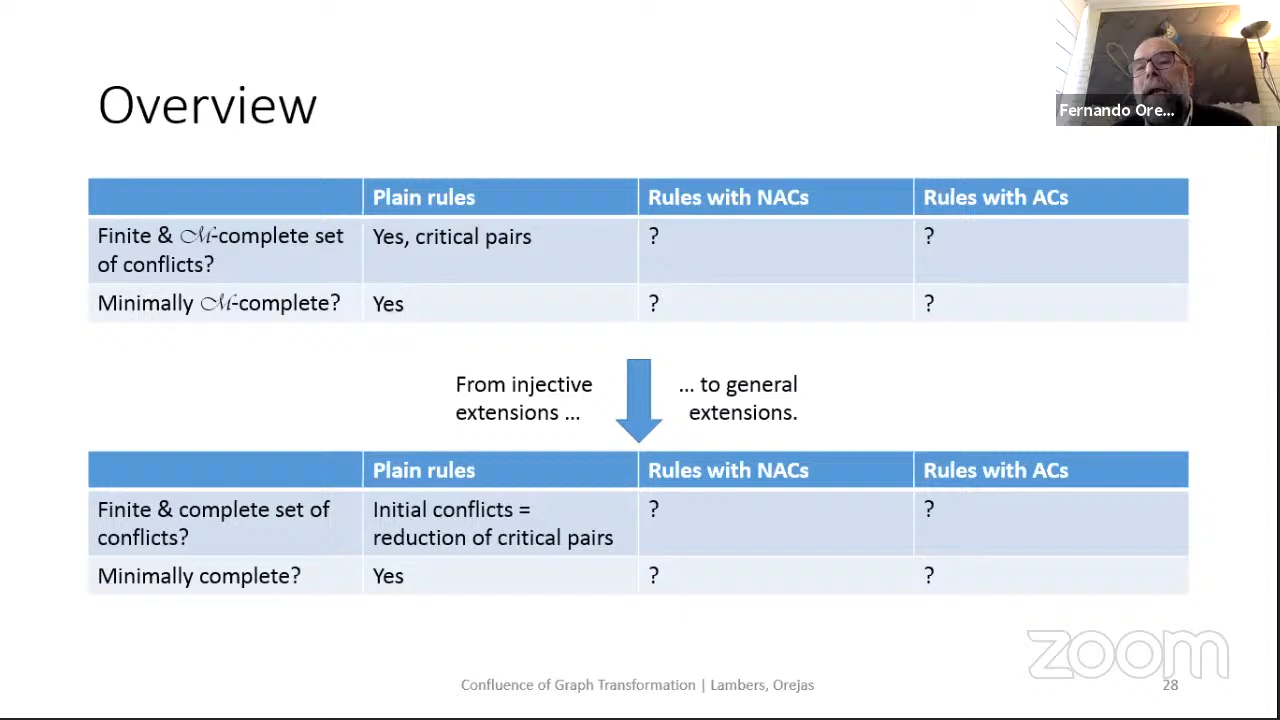 Overview
Fernando Ore...
Plain rules Rules with NACs Rules with ACs
Finite & ℳ-complete set of conflicts? Yes, critical pairs ? ?
Minimally ℳ-complete? Yes ? ?
From injective extensions ... ... to general extensions.
Plain rules Rules with NACs Rules with ACs
Finite & complete set of conflicts? Initial conflicts = reduction of critical pairs ? ?
Minimally complete? Yes ? ?
zoom
Confluence of Graph Transformation | Lambers, Orejas 28